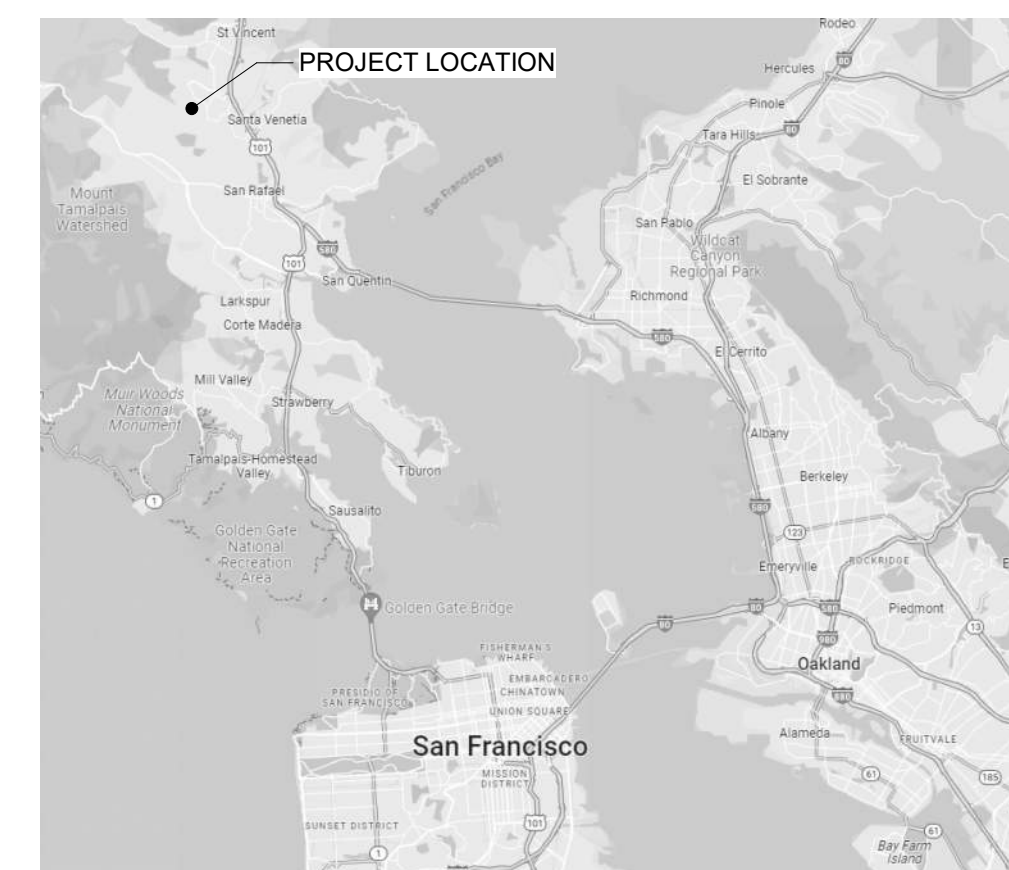 Rodeo
St Vincent
80
PROJECT LOCATION
Hercules
Pinole
Santa Venetia
Tara Hills
80
101
San Francisco Bay
El Sobrante
San Rafael
Mount
Tamalpais
Watershed
San Pablo
Wildcat
Canyon
Regional Park
580
101
San Quentin
Richmond
Larkspur
Corte Madera
580
El Cerrito
Mill Valley
Muir Woods
National
Monument
Strawberry
Albany
Tamalpais-Homestead
Valley
Tiburon
Berkeley
1
Sausalito
580
Golden Gate
National
Recreation
Area
123
Emeryville
ROCKRIDGE
Golden Gate Bridge
80
580
Piedmont
80
13
980
FISHERMAN'S
WHARF
Oakland
EMBARCADERO
CHINATOWN
PRESIDIO OF
SAN FRANCISCO
880
UNION SQUARE
San Francisco
Alameda
FRUITVALE
MISSION
DISTRICT
61
185
101
SUNSET DISTRICT
61
1
Bay Farm
Island